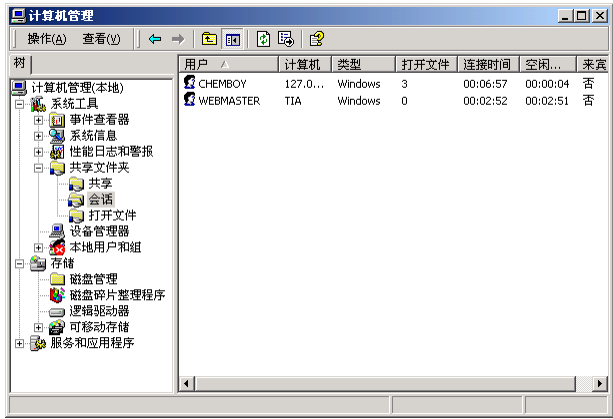 计算机管理
操作(A) 查看(V)
树
用户 计算机 类型 打开文件 连接时间 空闲... 来宾
CHEMBOY 127.0... Windows 3 00:06:57 00:00:04 否
WEBMASTER TIA Windows 0 00:02:52 00:02:51 否
计算机管理(本地)
系统工具
事件查看器
系统信息
性能日志和警报
共享文件夹
共享
会话
打开文件
设备管理器
本地用户和组
存储
磁盘管理
磁盘碎片整理程序
逻辑驱动器
可移动存储
服务和应用程序